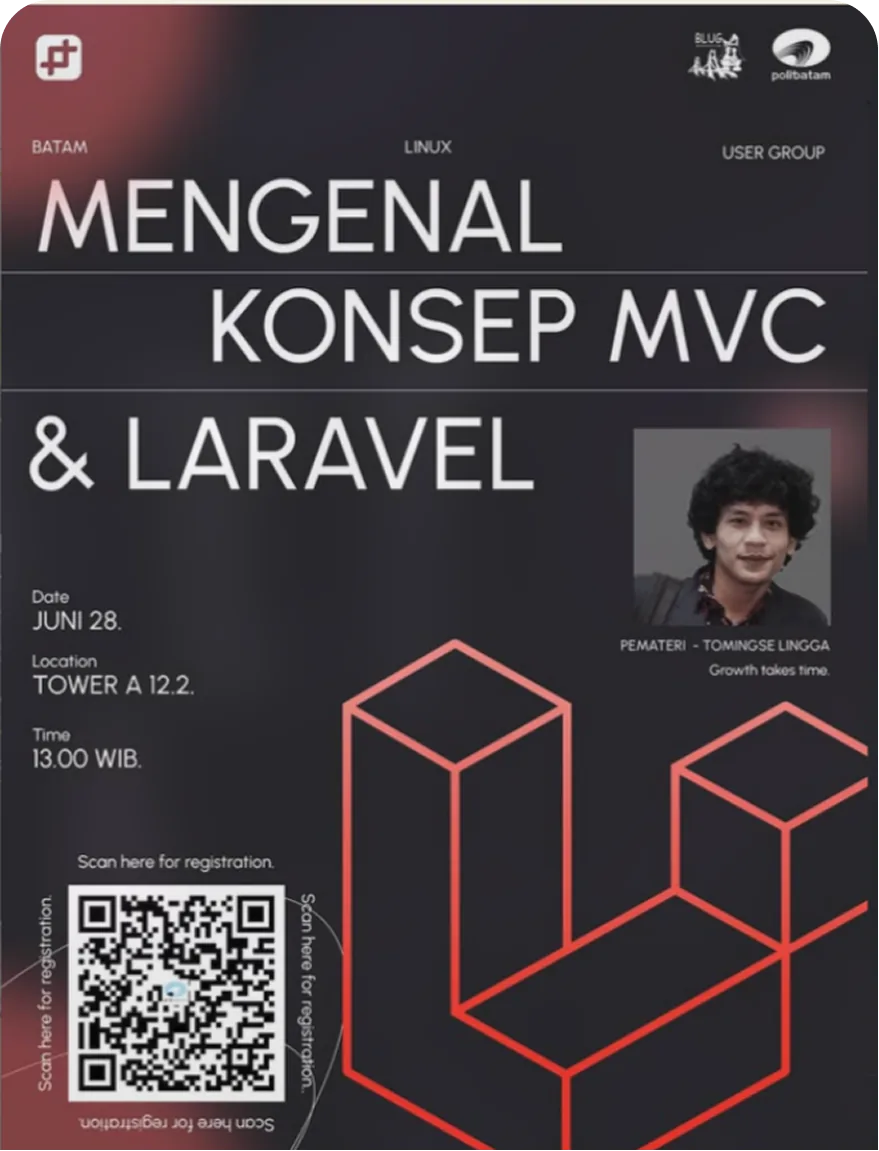 BLUG
polibatam
BATAM LINUX USER GROUP
MENGENAL
KONSEP MVC
& LARAVEL
Date
JUNI 28.
Location
TOWER A 12.2.
Time
13.00 WIB.
PEMATERI - TOMINGSE LINGGA
Growth takes time.
Scan here for registration.
Scan here for registration.
Scan here for registration.
Scan here for registration.